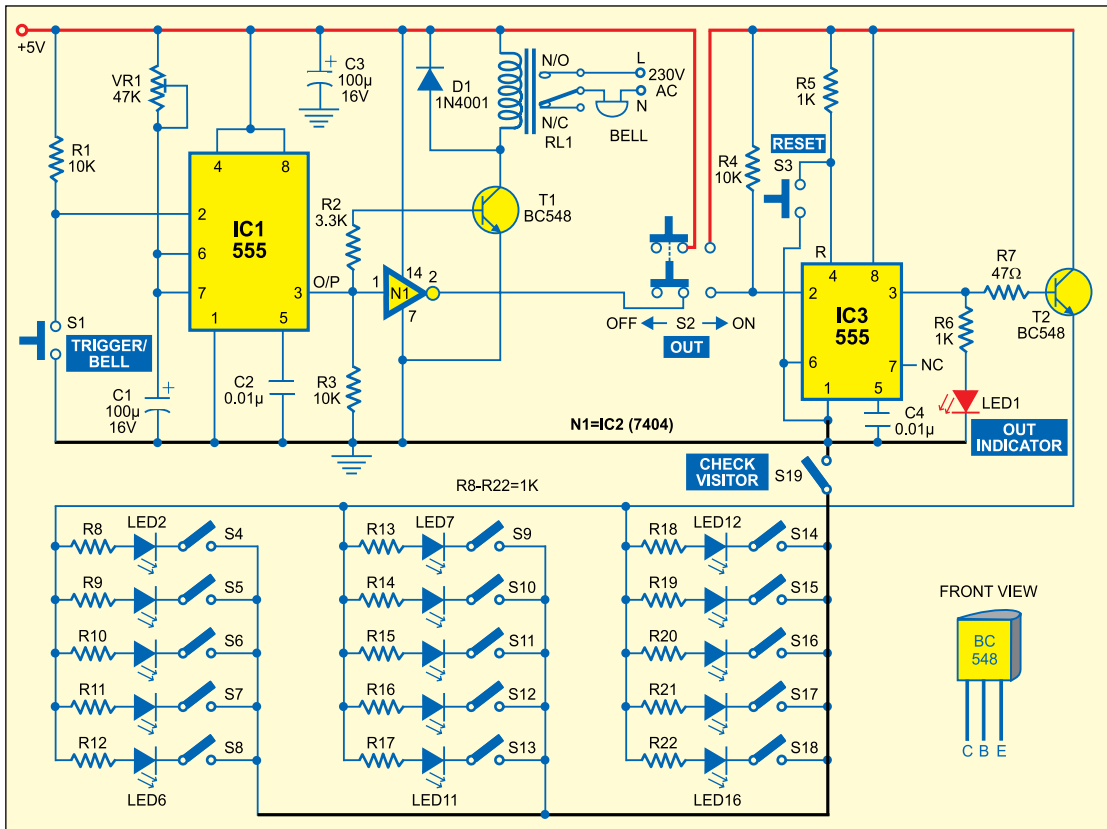 +5V
VR1
47K
R1
10K
C3
100µ
16V
D1
1N4001
N/O
N/C
RL1
L
230V
AC
N
BELL
4
8
IC1
555
2
6
7
3
1
5
O/P
R2
3.3K
R3
10K
T1
BC548
1
14
2
N1
7
S1
TRIGGER/
BELL
C1
100µ
16V
C2
0.01µ
N1=IC2 (7404)
OFF
S2
ON
OUT
R4
10K
R5
1K
RESET
S3
R
4
8
2
3
IC3
555
6
7
NC
1
5
C4
0.01µ
R7
47Ω
R6
1K
T2
BC548
LED1
OUT
INDICATOR
CHECK
VISITOR
S19
R8-R22=1K
R8
LED2
S4
R9
S5
R10
S6
R11
S7
R12
S8
LED6
R13
LED7
S9
R14
S10
R15
S11
R16
S12
R17
S13
LED11
R18
LED12
S14
R19
S15
R20
S16
R21
S17
R22
S18
LED16
FRONT VIEW
BC
548
C B E